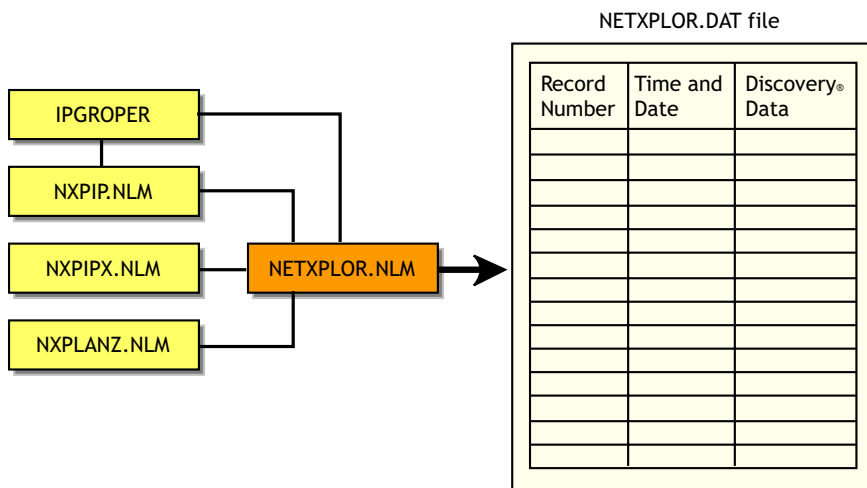 NETXPLOR.DAT file
Record Number
Time and Date
Discovery® Data
IPGROPER
NXPIP.NLM
NXPIPX.NLM
NETXPLOR.NLM
NXPLANZ.NLM